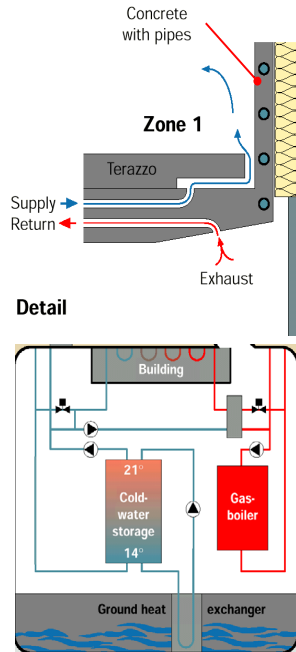 Concrete
with pipes
Zone 1
Terazzo
Supply
Return
Exhaust
Detail
Building
21°
Cold-
water
storage
14°
Gas-
boiler
Ground heat exchanger